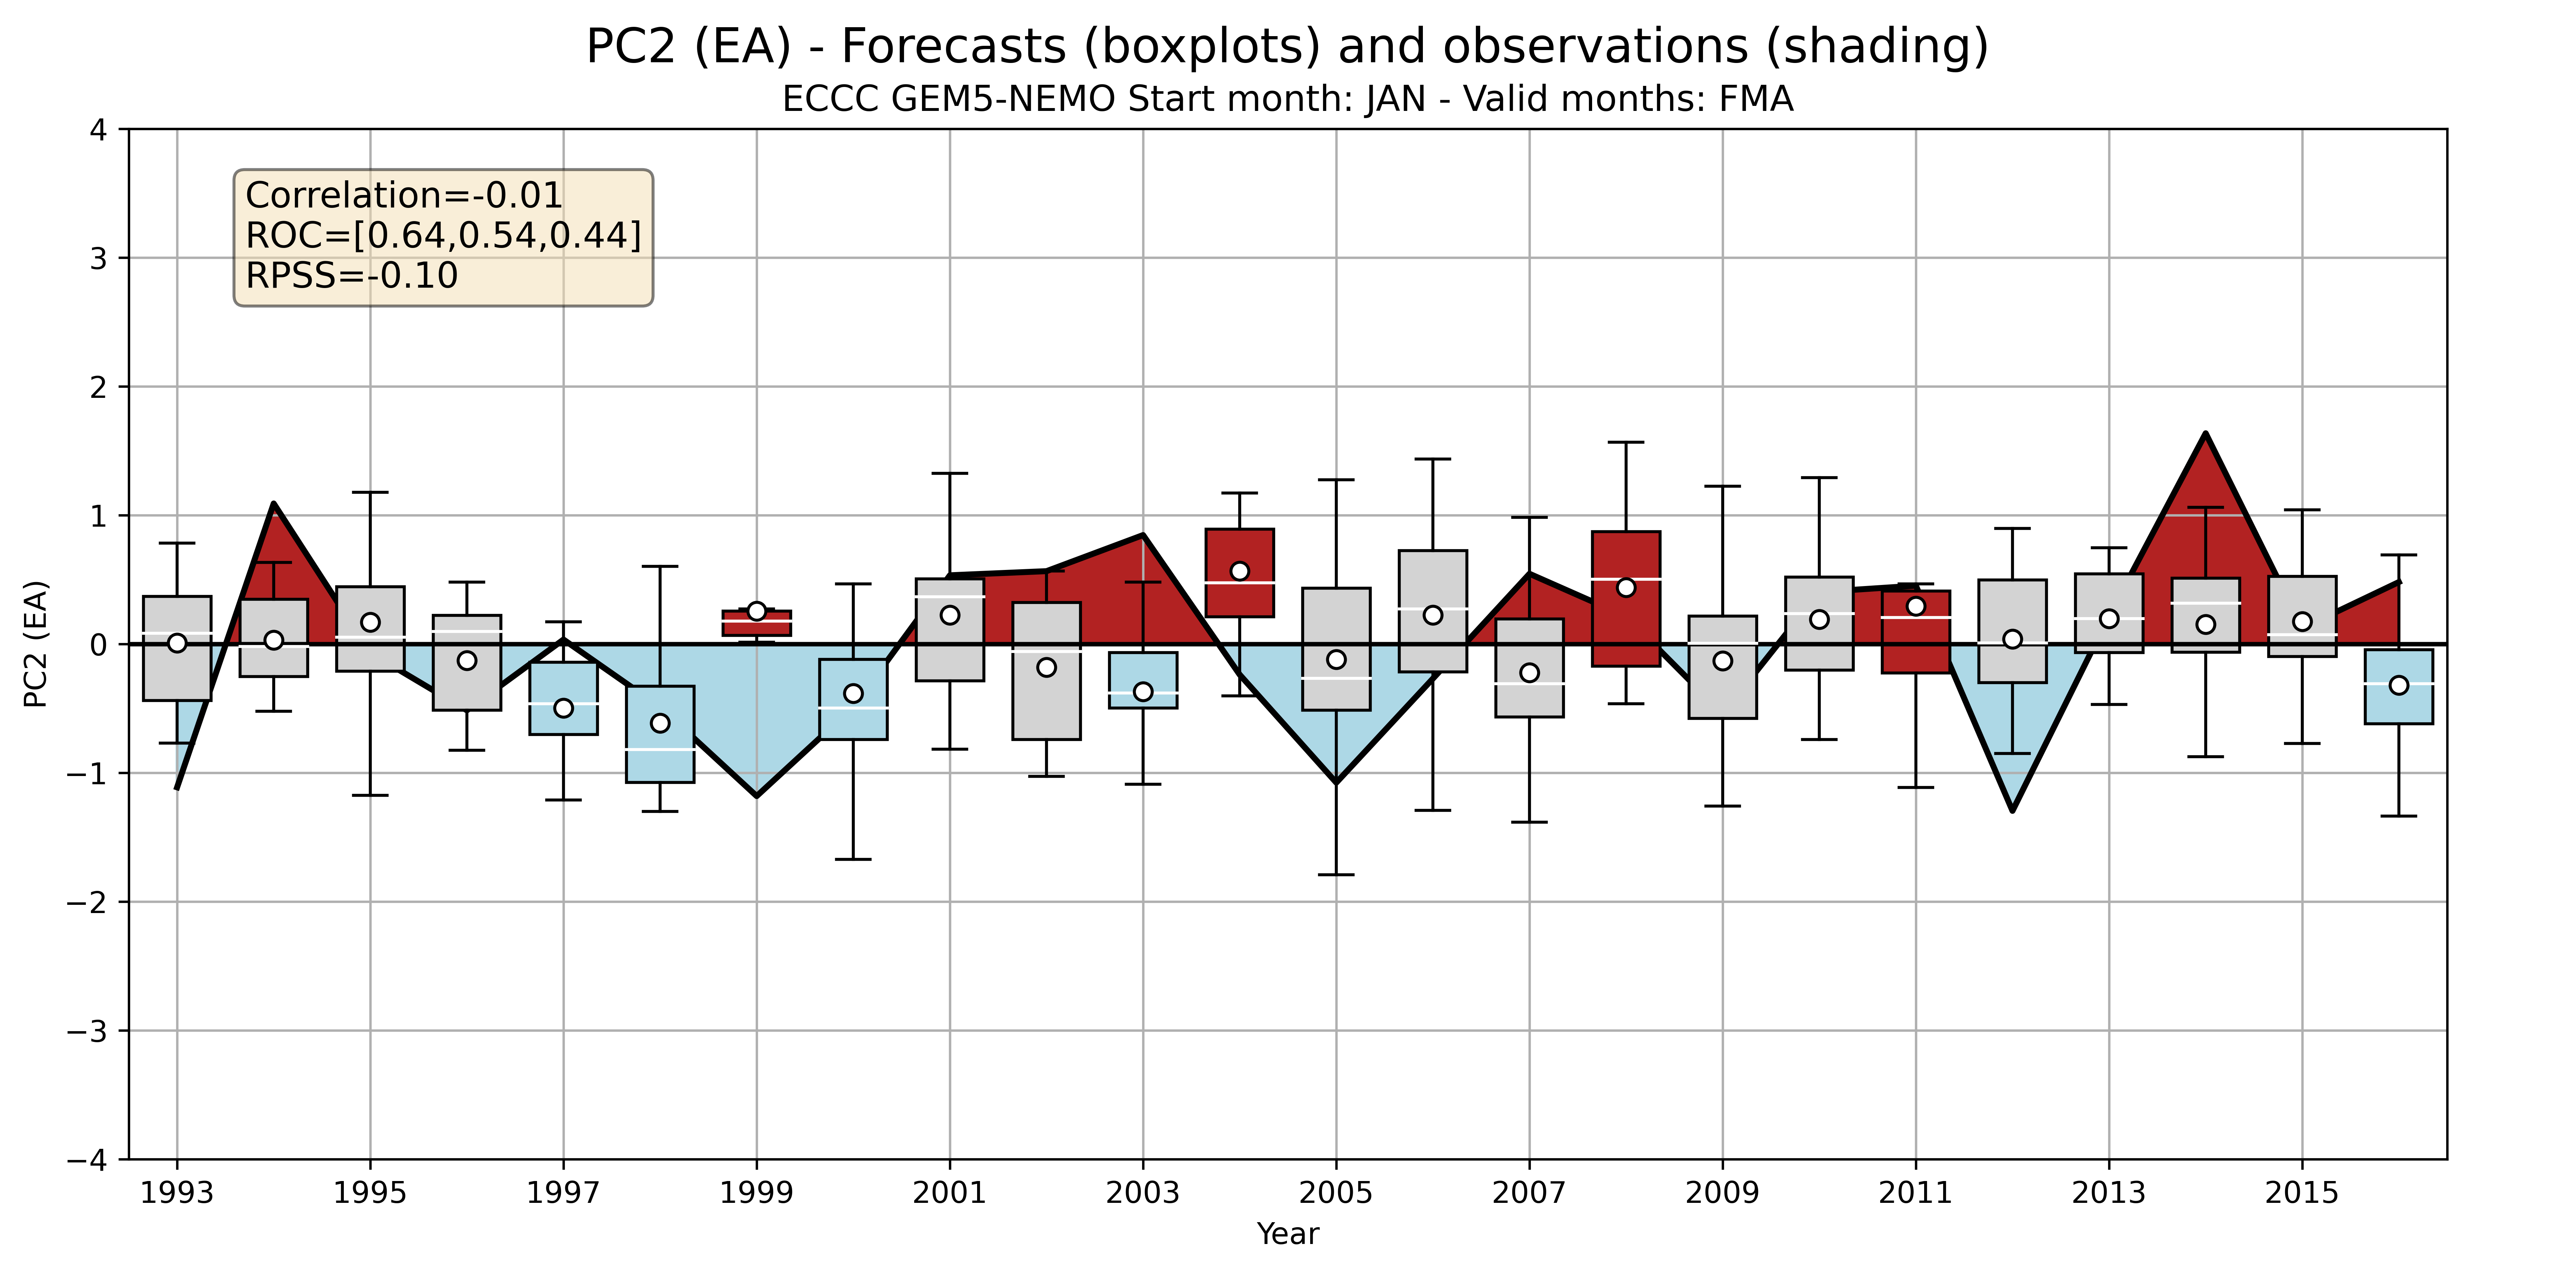 PC2 (EA) - Forecasts (boxplots) and observations (shading)
ECCC GEM5-NEMO Start month: JAN - Valid months: FMA
Correlation=-0.01
ROC=[0.64,0.54,0.44]
RPSS=-0.10
PC2 (EA)
4
3
2
1
0
−1
−2
−3
−4
1993 1995 1997 1999 2001 2003 2005 2007 2009 2011 2013 2015
Year